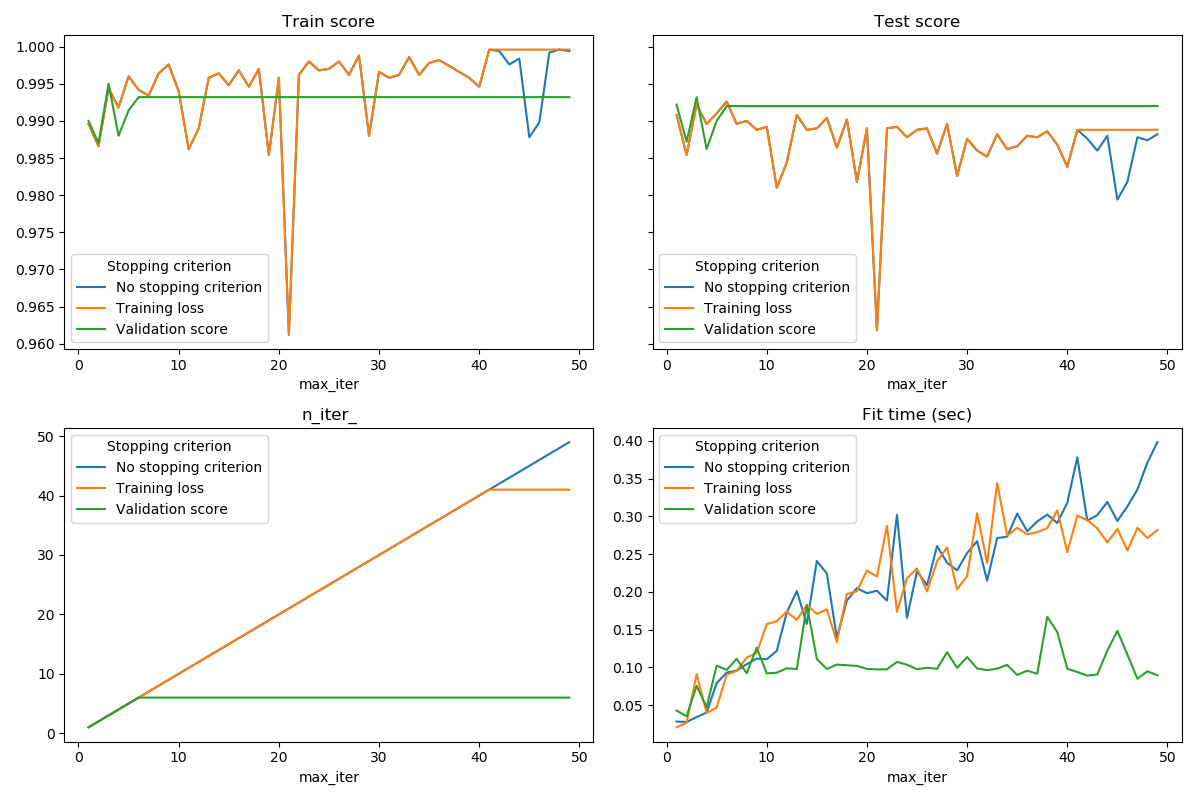 Train score
1.000
0.995
0.990
0.985
0.980
0.975
0.970
0.965
0.960
Stopping criterion
No stopping criterion
Training loss
Validation score
0 10 20 30 40 50
max_iter
Test score
Stopping criterion
No stopping criterion
Training loss
Validation score
0 10 20 30 40 50
max_iter
n_iter_
50
40
30
20
10
0
Stopping criterion
No stopping criterion
Training loss
Validation score
0 10 20 30 40 50
max_iter
Fit time (sec)
0.40
0.35
0.30
0.25
0.20
0.15
0.10
0.05
Stopping criterion
No stopping criterion
Training loss
Validation score
0 10 20 30 40 50
max_iter